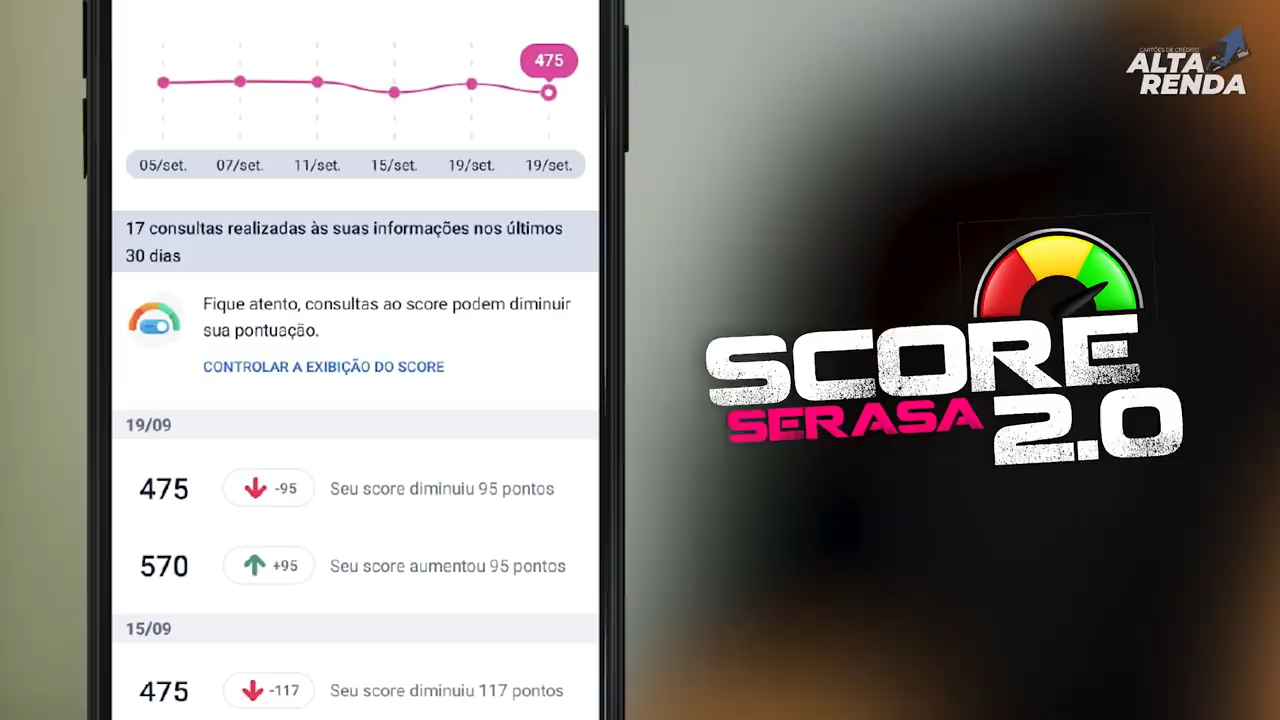 475
05/set. 07/set. 11/set. 15/set. 19/set. 19/set.
17 consultas realizadas às suas informações nos últimos
30 dias
Fique atento, consultas ao score podem diminuir
sua pontuação.
CONTROLAR A EXIBIÇÃO DO SCORE
19/09
475 -95 Seu score diminuiu 95 pontos
570 +95 Seu score aumentou 95 pontos
15/09
475 -117 Seu score diminuiu 117 pontos
CARTÕES DE CRÉDITO
ALTA
RENDA
SCORE
SERASA 2.0